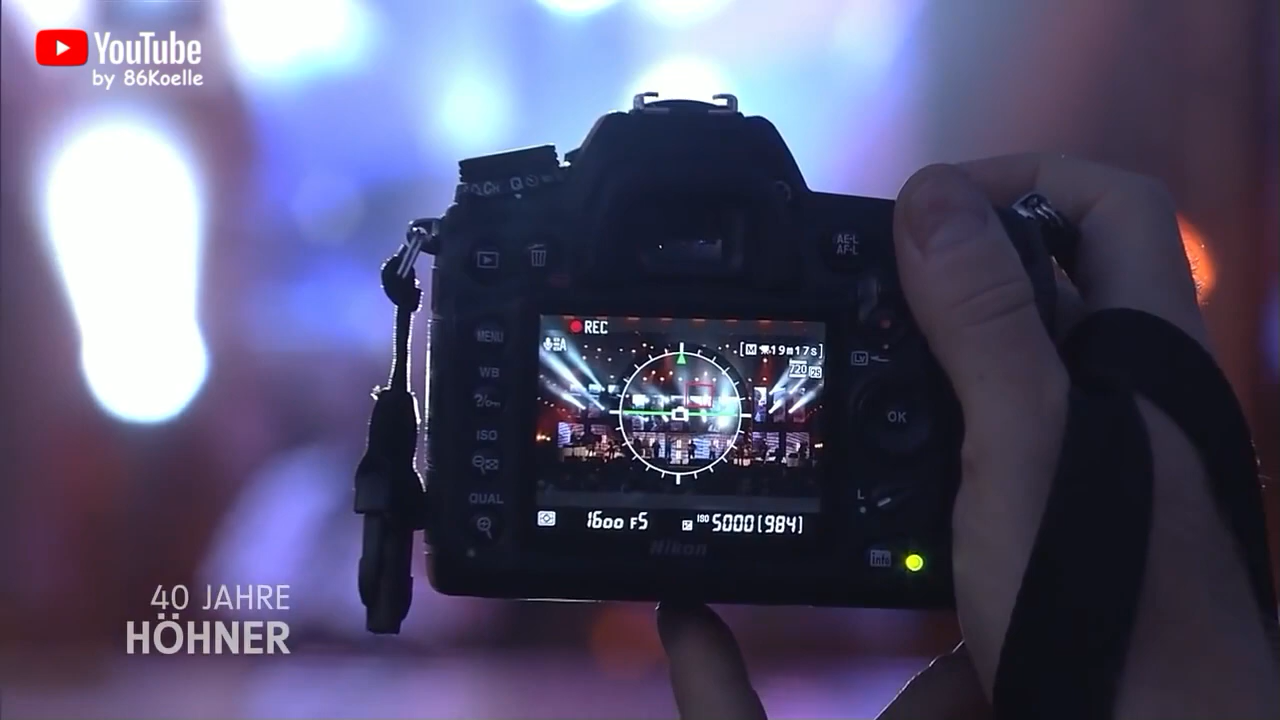 YouTube
by 86Koelle
CH Q
AE-L
AF-L
MENU
WB
?/
ISO
QUAL
REC
A
[M 19m17s]
720 25
Lv
OK
L
1600 F5 ISO 5000[984]
Nikon
info
40 JAHRE
HÖHNER